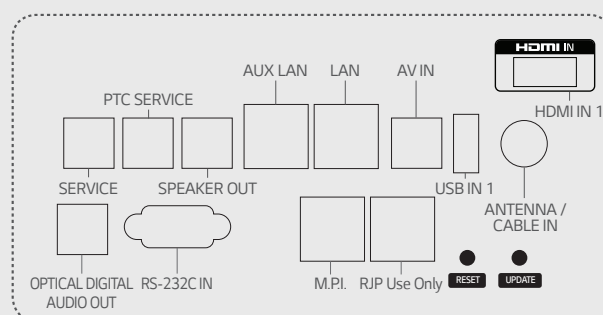 HDMI IN
AUX LAN
LAN
AV IN
PTC SERVICE
HDMI IN 1
SERVICE
SPEAKER OUT
USB IN 1
ANTENNA /
CABLE IN
OPTICAL DIGITAL
AUDIO OUT
RS-232C IN
M.P.I.
RJP Use Only
RESET
UPDATE